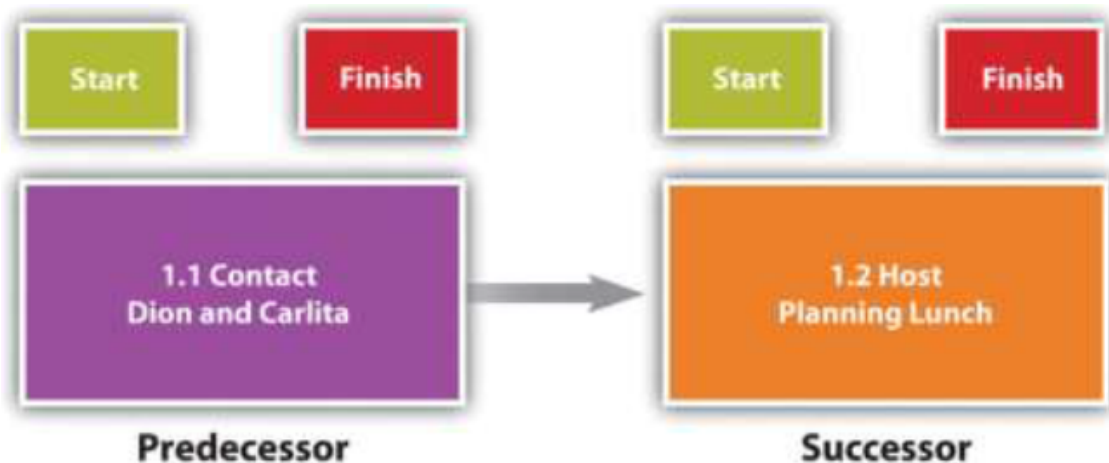 Start
Finish
Start
Finish
1.1 Contact
Dion and Carlita
1.2 Host
Planning Lunch
Predecessor
Successor